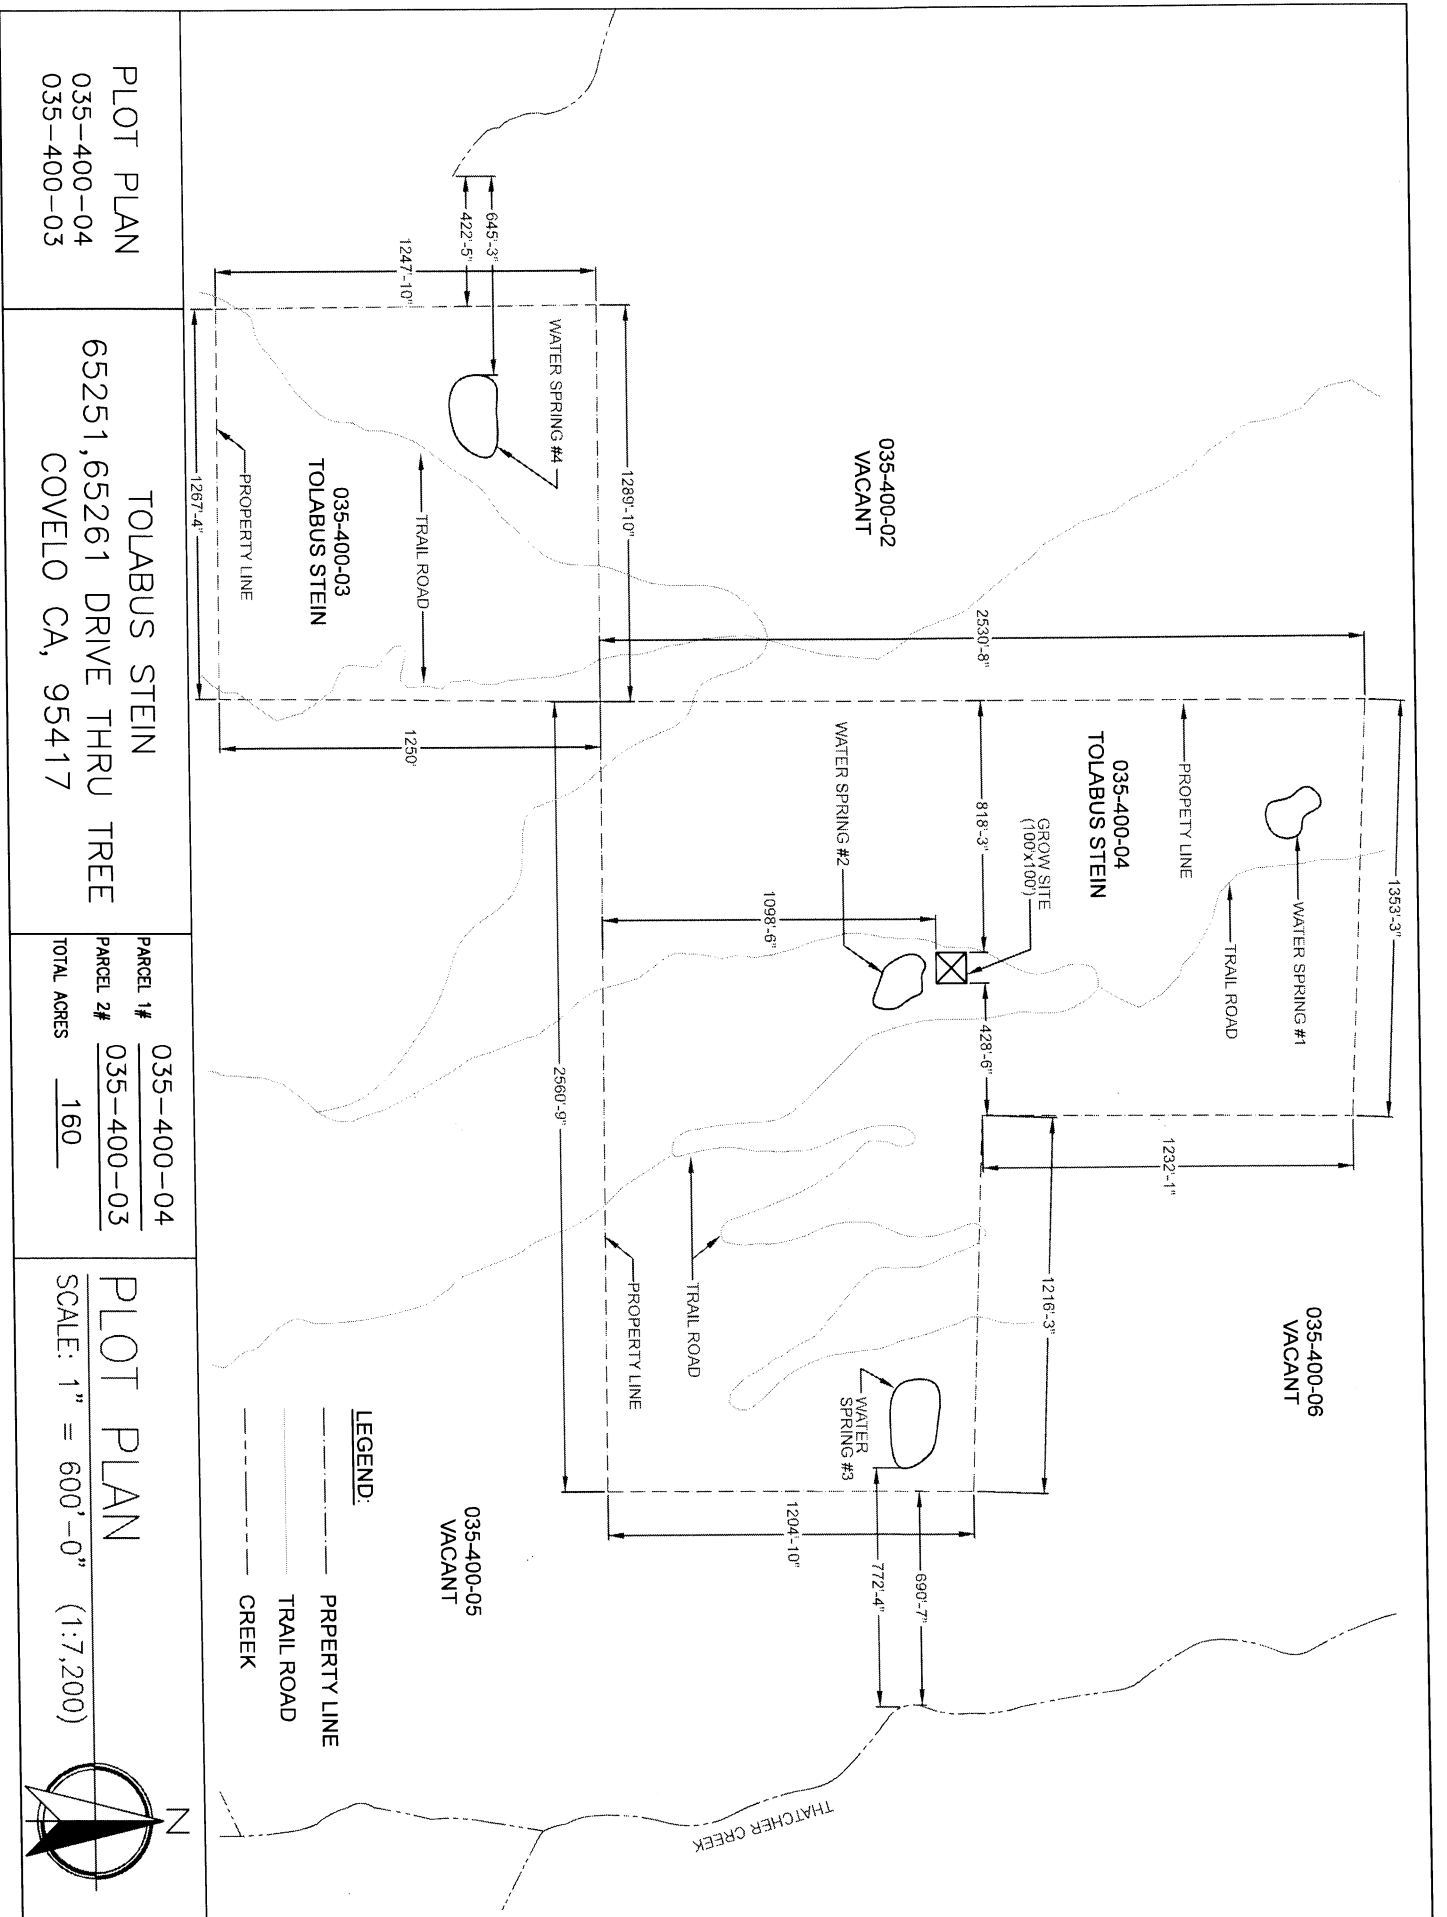 035-400-02
VACANT
035-400-06
VACANT
035-400-05
VACANT
035-400-04
TOLABUS STEIN
035-400-03
TOLABUS STEIN
1353'-3"
2530'-8"
1232'-1"
1216'-3"
818'-3"
428'-6"
1098'-6"
1204'-10"
690'-7"
772'-4"
2560'-9"
1289'-10"
1250'
1247'-10"
1267'-4"
645'-3"
422'-5"
WATER SPRING #1
TRAIL ROAD
PROPETY LINE
GROW SITE
(100'x100')
WATER SPRING #2
WATER
SPRING #3
TRAIL ROAD
PROPERTY LINE
WATER SPRING #4
TRAIL ROAD
PROPERTY LINE
THATCHER CREEK
LEGEND:
PRPERTY LINE
TRAIL ROAD
CREEK
PLOT PLAN
035-400-04
035-400-03
TOLABUS STEIN
65251,65261 DRIVE THRU TREE
COVELO CA, 95417
PARCEL 1# 035-400-04
PARCEL 2# 035-400-03
TOTAL ACRES 160
PLOT PLAN
SCALE: 1" = 600'-0" (1:7,200)
N